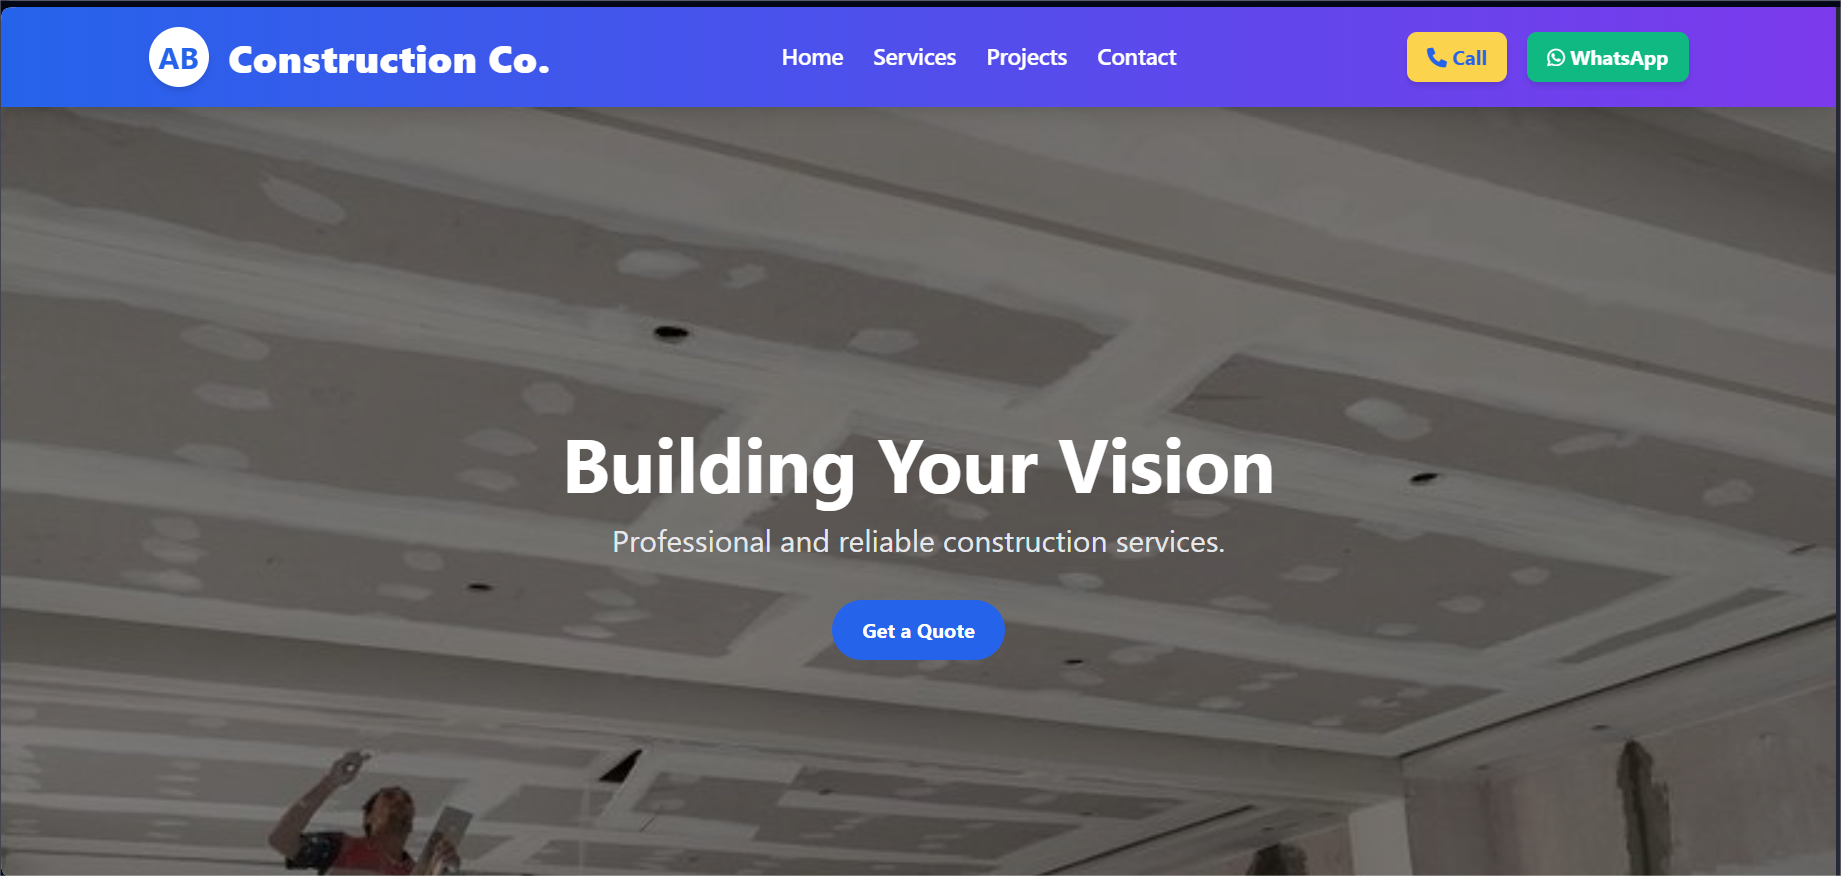 AB Construction Co.
Home Services Projects Contact
Call WhatsApp
Building Your Vision
Professional and reliable construction services.
Get a Quote